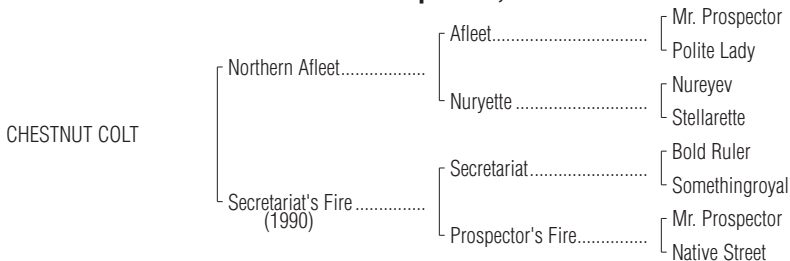 Mr. Prospector
Afleet
Polite Lady
Northern Afleet
Nureyev
Nuryette
Stellarette
CHESTNUT COLT
Bold Ruler
Secretariat
Somethingroyal
Secretariat's Fire
(1990)
Mr. Prospector
Prospector's Fire
Native Street